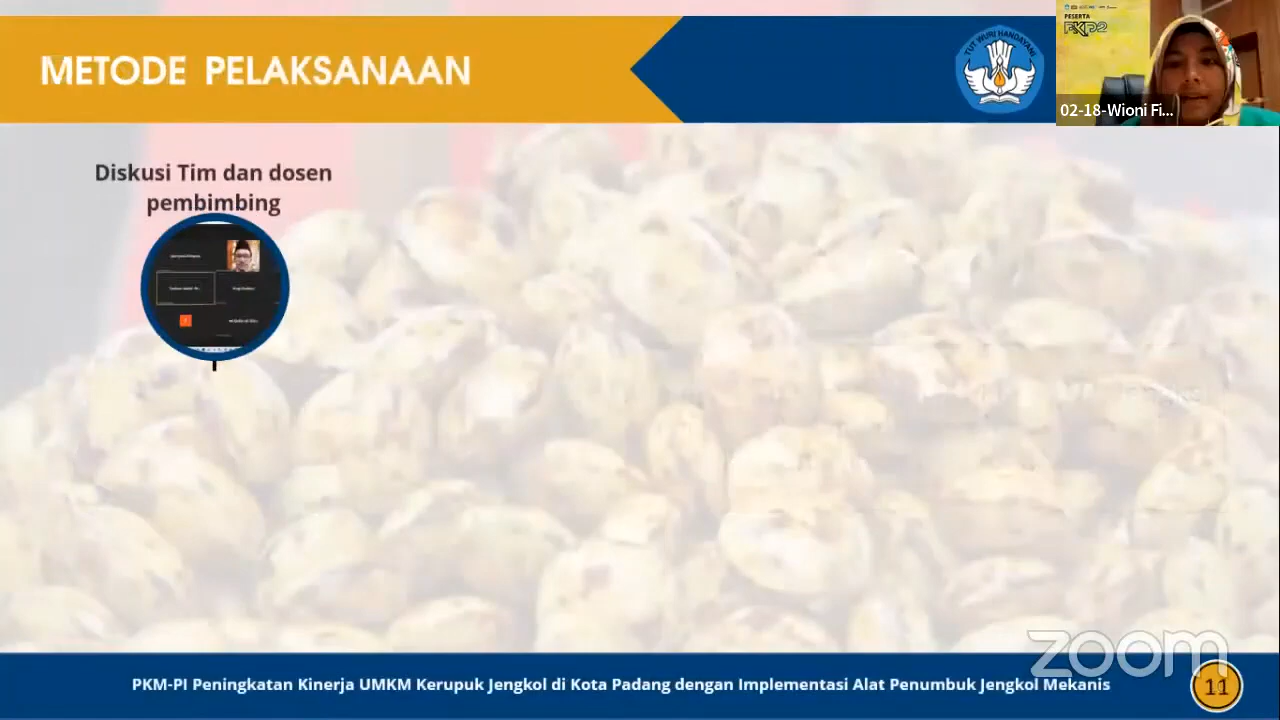 METODE PELAKSANAAN
TUT WURI HANDAYANI
PESERTA
PKP2
02-18-Wioni Fi...
Diskusi Tim dan dosen
pembimbing
zoom
PKM-PI Peningkatan Kinerja UMKM Kerupuk Jengkol di Kota Padang dengan Implementasi Alat Penumbuk Jengkol Mekanis
11